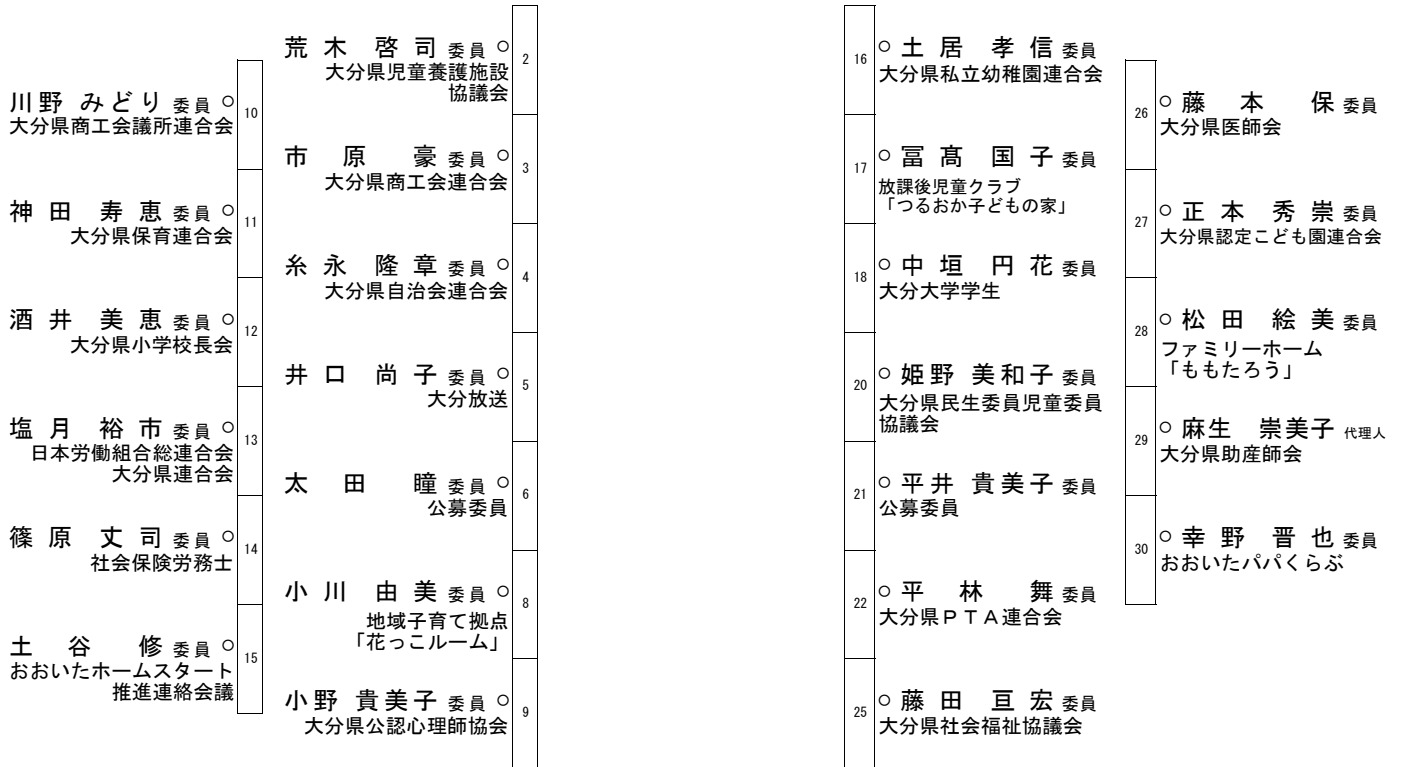 川野 みどり 委員 ○
大分県商工会議所連合会
10
神田 寿恵 委員 ○
大分県保育連合会
11
酒井 美恵 委員 ○
大分県小学校長会
12
塩月 裕市 委員 ○
日本労働組合総連合会
大分県連合会
13
篠原 丈司 委員 ○
社会保険労務士
14
土谷 修 委員 ○
おおいたホームスタート
推進連絡会議
15
荒木 啓司 委員 ○
大分県児童養護施設
協議会
2
市原 豪 委員 ○
大分県商工会連合会
3
糸永 隆章 委員 ○
大分県自治会連合会
4
井口 尚子 委員 ○
大分放送
5
太田 瞳 委員 ○
公募委員
6
小川 由美 委員 ○
地域子育て拠点
「花っこルーム」
8
小野 貴美子 委員 ○
大分県公認心理師協会
9
16
○ 土居 孝信 委員
大分県私立幼稚園連合会
17
○ 冨髙 国子 委員
放課後児童クラブ
「つるおか子どもの家」
18
○ 中垣 円花 委員
大分大学学生
20
○ 姫野 美和子 委員
大分県民生委員児童委員
協議会
21
○ 平井 貴美子 委員
公募委員
22
○ 平林 舞 委員
大分県ＰＴＡ連合会
25
○ 藤田 亘宏 委員
大分県社会福祉協議会
26
○ 藤本 保 委員
大分県医師会
27
○ 正本 秀崇 委員
大分県認定こども園連合会
28
○ 松田 絵美 委員
ファミリーホーム
「ももたろう」
29
○ 麻生 崇美子 代理人
大分県助産師会
30
○ 幸野 晋也 委員
おおいたパパくらぶ